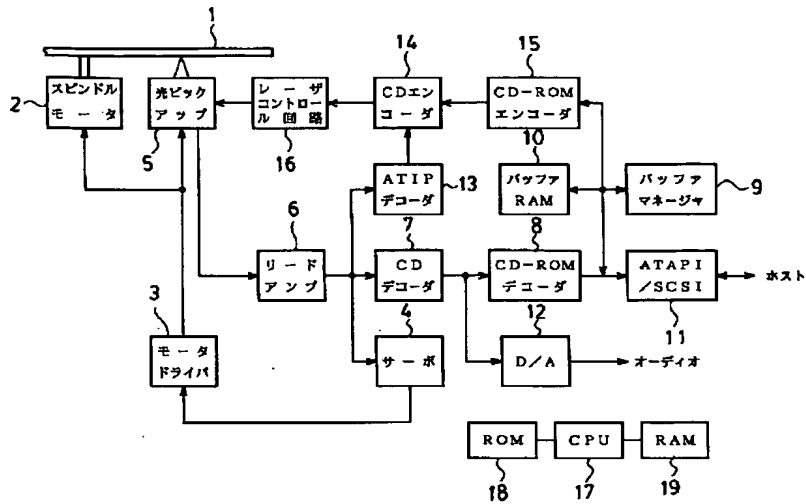 1
14
15
スピンドル
モータ
2
光ピック
アップ
5
レーザ
コントロー
ル回路
16
CDエン
コーダ
CD-ROM
エンコーダ
10
ATIP
デコーダ
13
バッファ
RAM
バッファ
マネージャ
9
6
7
8
リード
アンプ
CD
デコーダ
CD-ROM
デコーダ
ATAPI
/SCSI
ホスト
11
3
4
12
モータ
ドライバ
サーボ
D/A
オーディオ
ROM
CPU
RAM
18
17
19